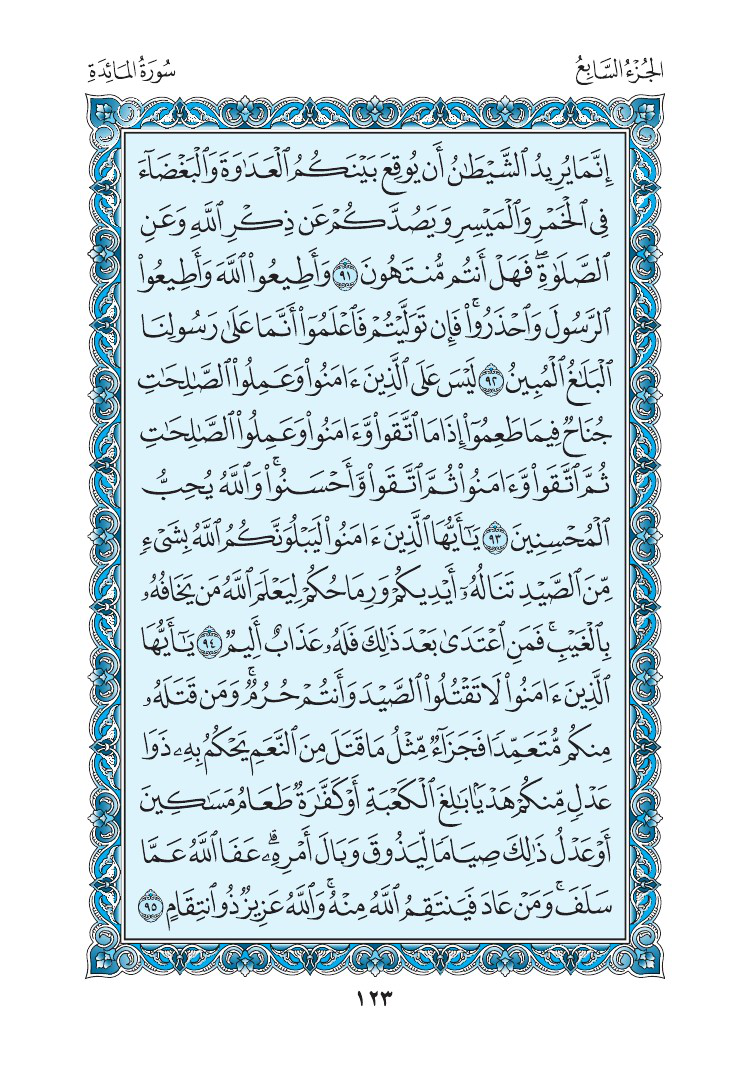 الجُزْءُ السَّابِعُ
سُورَةُ المَائِدَةِ
إِنَّمَا يُرِيدُ ٱلشَّيْطَٰنُ أَن يُوقِعَ بَيْنَكُمُ ٱلْعَدَٰوَةَ وَٱلْبَغْضَآءَ
فِي ٱلْخَمْرِ وَٱلْمَيْسِرِ وَيَصُدَّكُمْ عَن ذِكْرِ ٱللَّهِ وَعَنِ
ٱلصَّلَوٰةِۖ فَهَلْ أَنتُم مُّنتَهُونَ ٩١ وَأَطِيعُوا۟ ٱللَّهَ وَأَطِيعُوا۟
ٱلرَّسُولَ وَٱحْذَرُوا۟ۚ فَإِن تَوَلَّيْتُمْ فَٱعْلَمُوٓا۟ أَنَّمَا عَلَىٰ رَسُولِنَا
ٱلْبَلَٰغُ ٱلْمُبِينُ ٩٢ لَيْسَ عَلَى ٱلَّذِينَ ءَامَنُوا۟ وَعَمِلُوا۟ ٱلصَّٰلِحَٰتِ
جُنَاحٌ فِيمَا طَعِمُوٓا۟ إِذَا مَا ٱتَّقَوا۟ وَّءَامَنُوا۟ وَعَمِلُوا۟ ٱلصَّٰلِحَٰتِ
ثُمَّ ٱتَّقَوا۟ وَّءَامَنُوا۟ ثُمَّ ٱتَّقَوا۟ وَّأَحْسَنُوا۟ۚ وَٱللَّهُ يُحِبُّ
ٱلْمُحْسِنِينَ ٩٣ يَٰٓأَيُّهَا ٱلَّذِينَ ءَامَنُوا۟ لَيَبْلُوَنَّكُمُ ٱللَّهُ بِشَىْءٍ
مِّنَ ٱلصَّيْدِ تَنَالُهُۥٓ أَيْدِيكُمْ وَرِمَاحُكُمْ لِيَعْلَمَ ٱللَّهُ مَن يَخَافُهُۥ
بِٱلْغَيْبِۚ فَمَنِ ٱعْتَدَىٰ بَعْدَ ذَٰلِكَ فَلَهُۥ عَذَابٌ أَلِيمٌ ٩٤ يَٰٓأَيُّهَا
ٱلَّذِينَ ءَامَنُوا۟ لَا تَقْتُلُوا۟ ٱلصَّيْدَ وَأَنتُمْ حُرُمٌۚ وَمَن قَتَلَهُۥ
مِنكُم مُّتَعَمِّدًا فَجَزَآءٌ مِّثْلُ مَا قَتَلَ مِنَ ٱلنَّعَمِ يَحْكُمُ بِهِۦ ذَوَا
عَدْلٍ مِّنكُمْ هَدْيًۢا بَٰلِغَ ٱلْكَعْبَةِ أَوْ كَفَّٰرَةٌ طَعَامُ مَسَٰكِينَ
أَوْ عَدْلُ ذَٰلِكَ صِيَامًا لِّيَذُوقَ وَبَالَ أَمْرِهِۦۗ عَفَا ٱللَّهُ عَمَّا
سَلَفَۚ وَمَنْ عَادَ فَيَنتَقِمُ ٱللَّهُ مِنْهُۚ وَٱللَّهُ عَزِيزٌ ذُو ٱنتِقَامٍ ٩٥
١٢٣